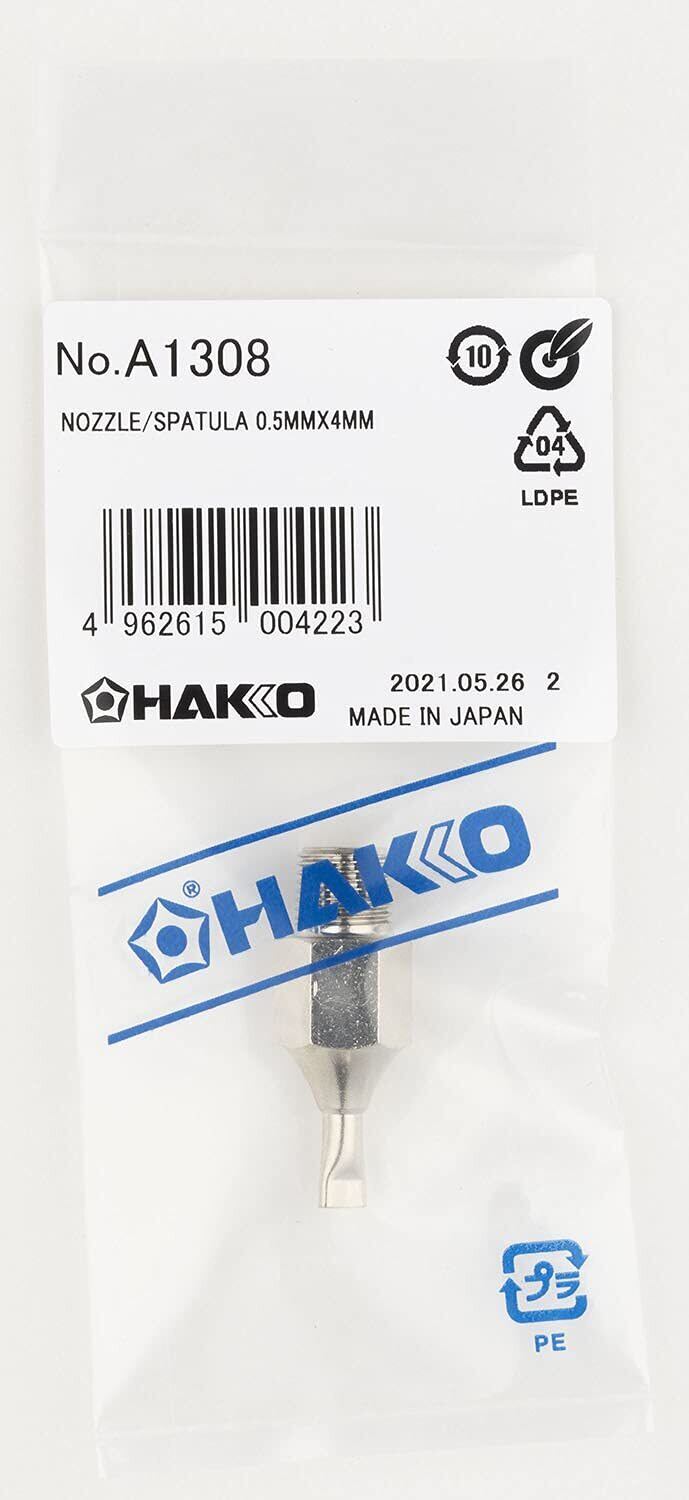 No.A1308
10
NOZZLE/SPATULA 0.5MMX4MM
04
LDPE
4 962615 004223
HAKKO
2021.05.26 2
MADE IN JAPAN
HAKKO®
プラ
PE